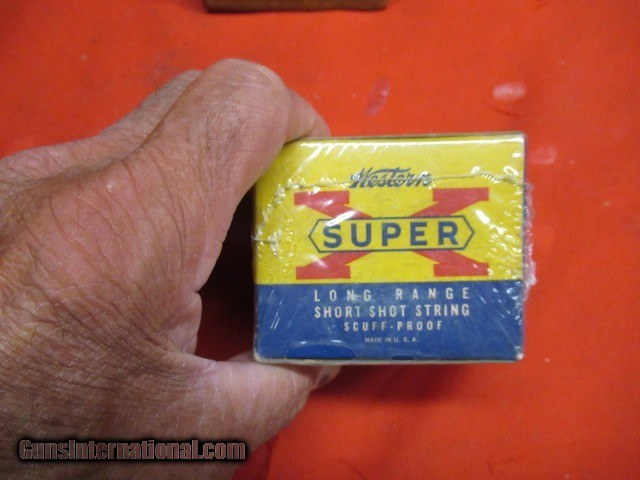 Western
SUPER X
LONG RANGE
SHORT SHOT STRING
SCUFF-PROOF
MADE IN U. S. A.
GunsInternational.com